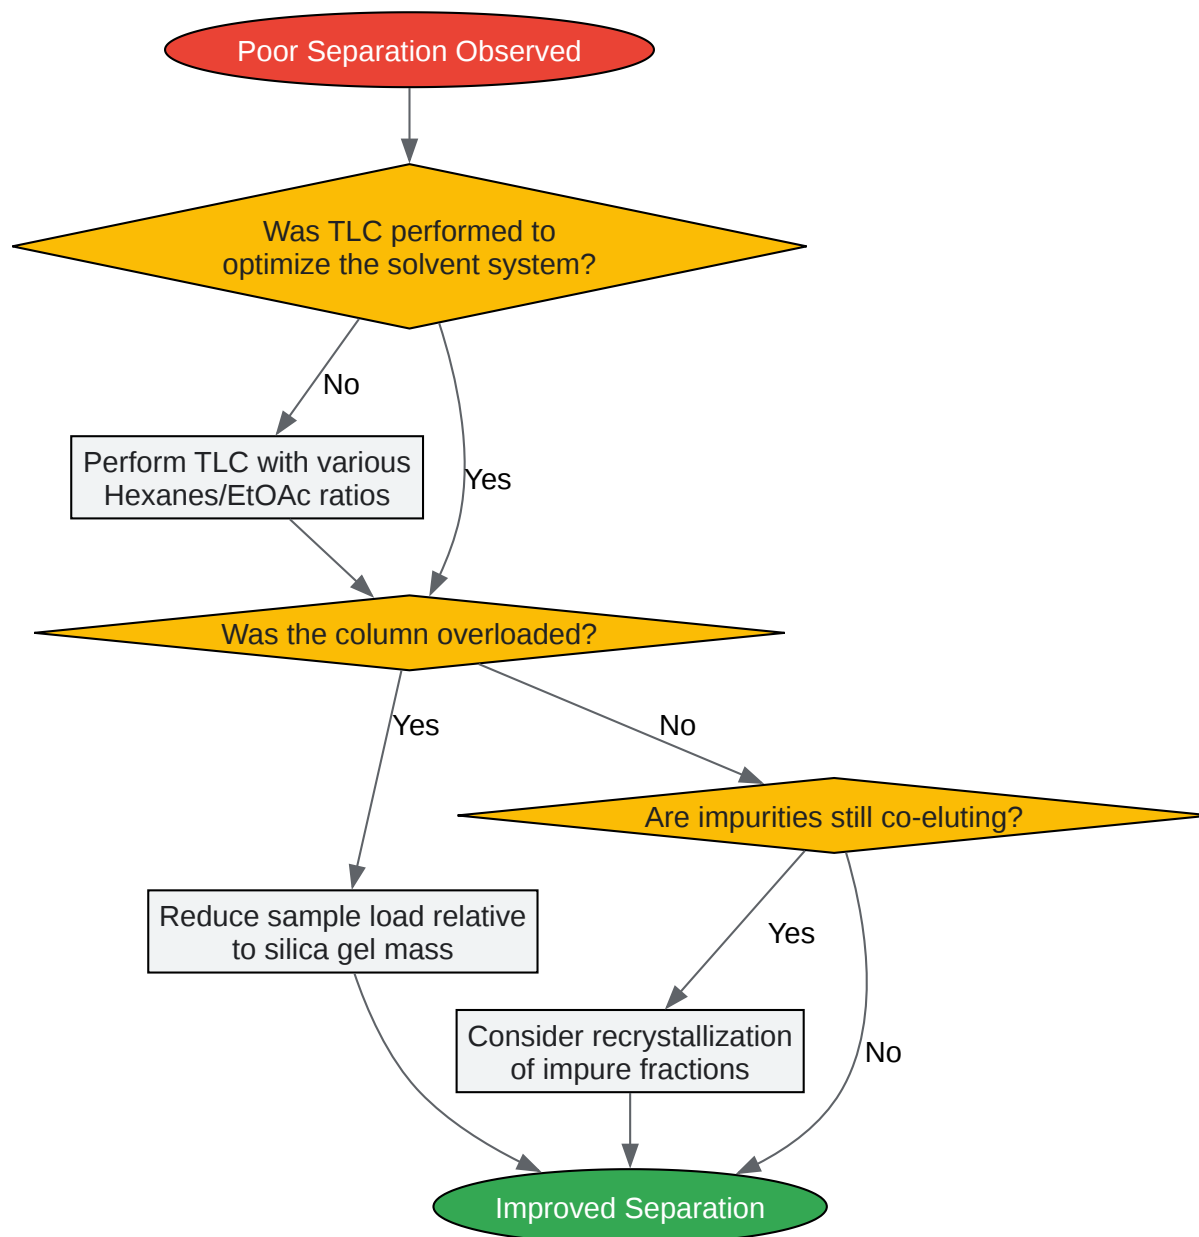 Poor Separation Observed
Was TLC performed to
optimize the solvent system?
No
Perform TLC with various
Hexanes/EtOAc ratios
Yes
Was the column overloaded?
Yes
No
Are impurities still co-eluting?
Reduce sample load relative
to silica gel mass
Yes
Consider recrystallization
of impure fractions
No
Improved Separation